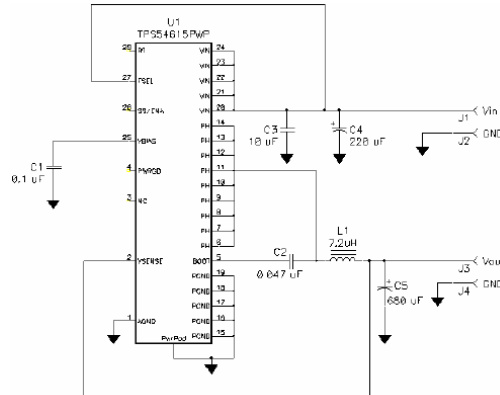 U1
TPS54615PWP
28 RT VIN 24
VIN 23
27 FSEL VIN 22
VIN 21
26 SS/ENA VIN 20
J1 Vin
PH 14
C3 10 uF
C4 220 uF
J2 GND
25 VBIAS PH 13
PH 12
C1 0.1 uF
4 PWRGD PH 11
PH 10
3 NC PH 9
PH 8
PH 7
PH 6
L1
7.2uH
C2
0.047 uF
2 VSENSE BOOT 5
J3 Vou
PGND 19
PGND 18
C5 680 uF
J4 GND
PGND 17
1 AGND PGND 16
PGND 15
PwrPad